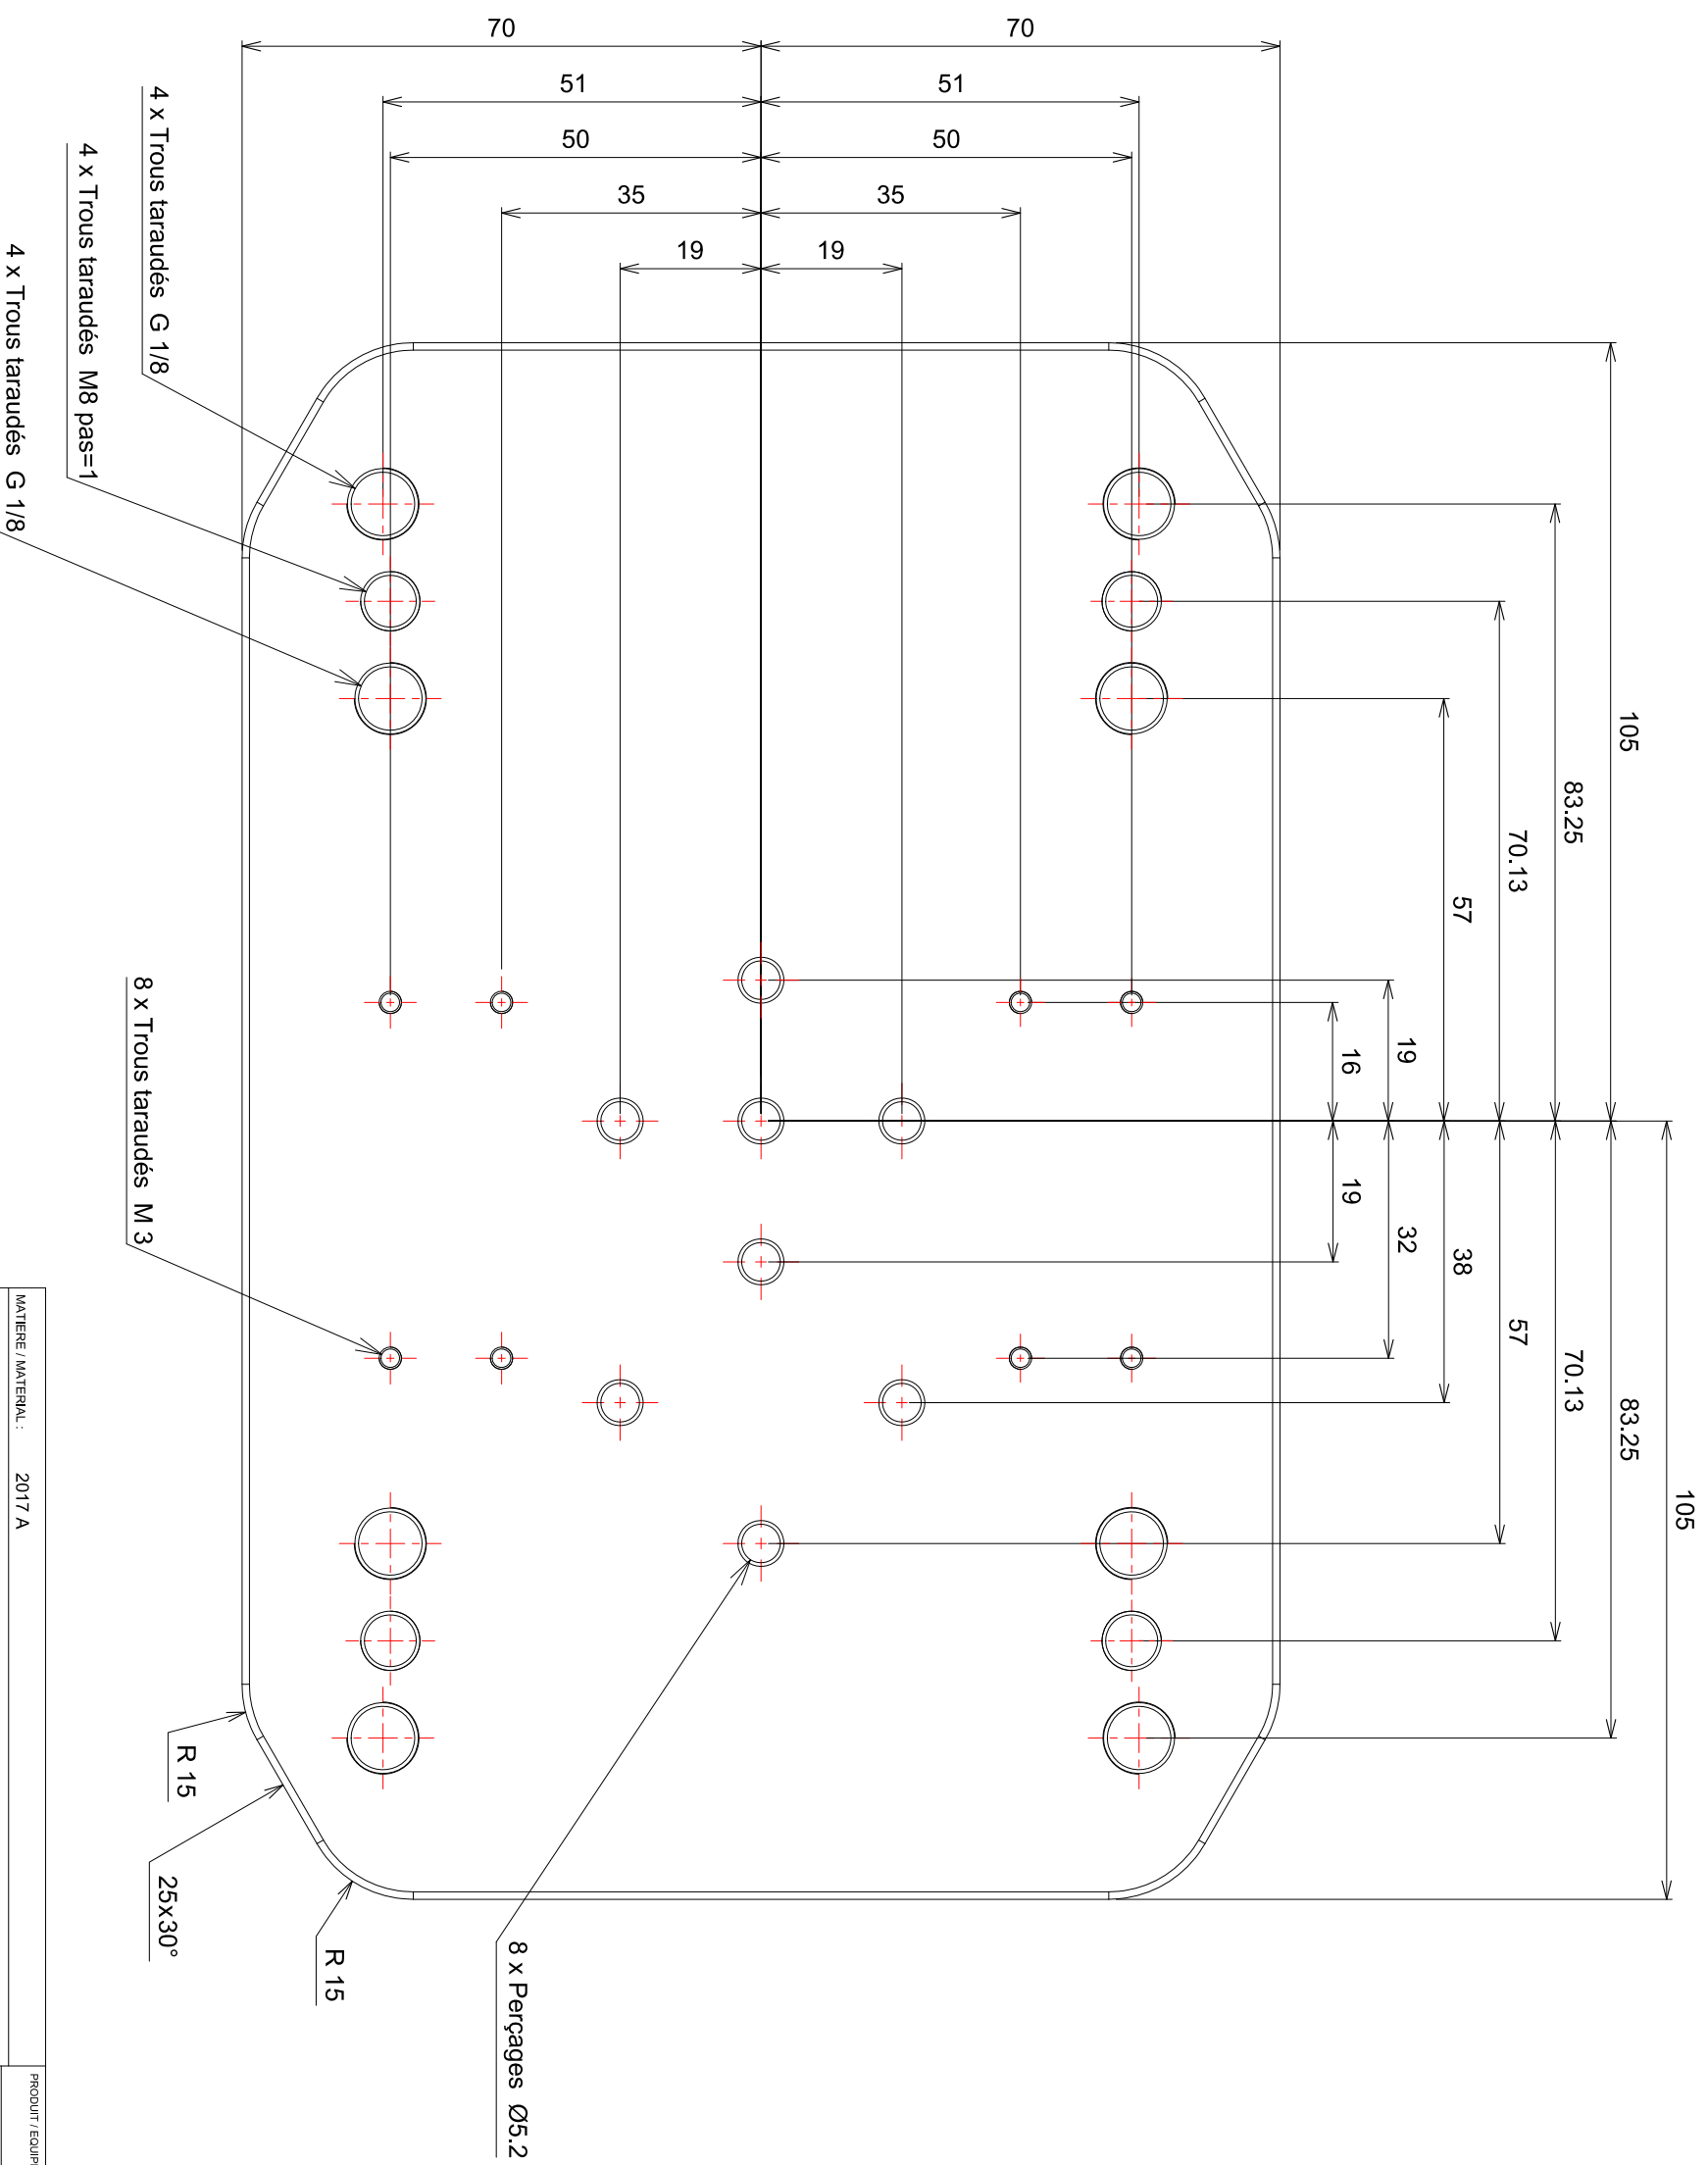 70
70
51
51
50
50
35
35
19
19
105
83.25
70.13
57
19
16
19
32
38
57
70.13
83.25
105
4 x Trous taraudés G 1/8
4 x Trous taraudés M8 pas=1
4 x Trous taraudés G 1/8
8 x Trous taraudés M 3
8 x Perçages Ø5.2
R 15
25x30°
R 15
MATIERE / MATERIAL : 2017 A
PRODUIT /